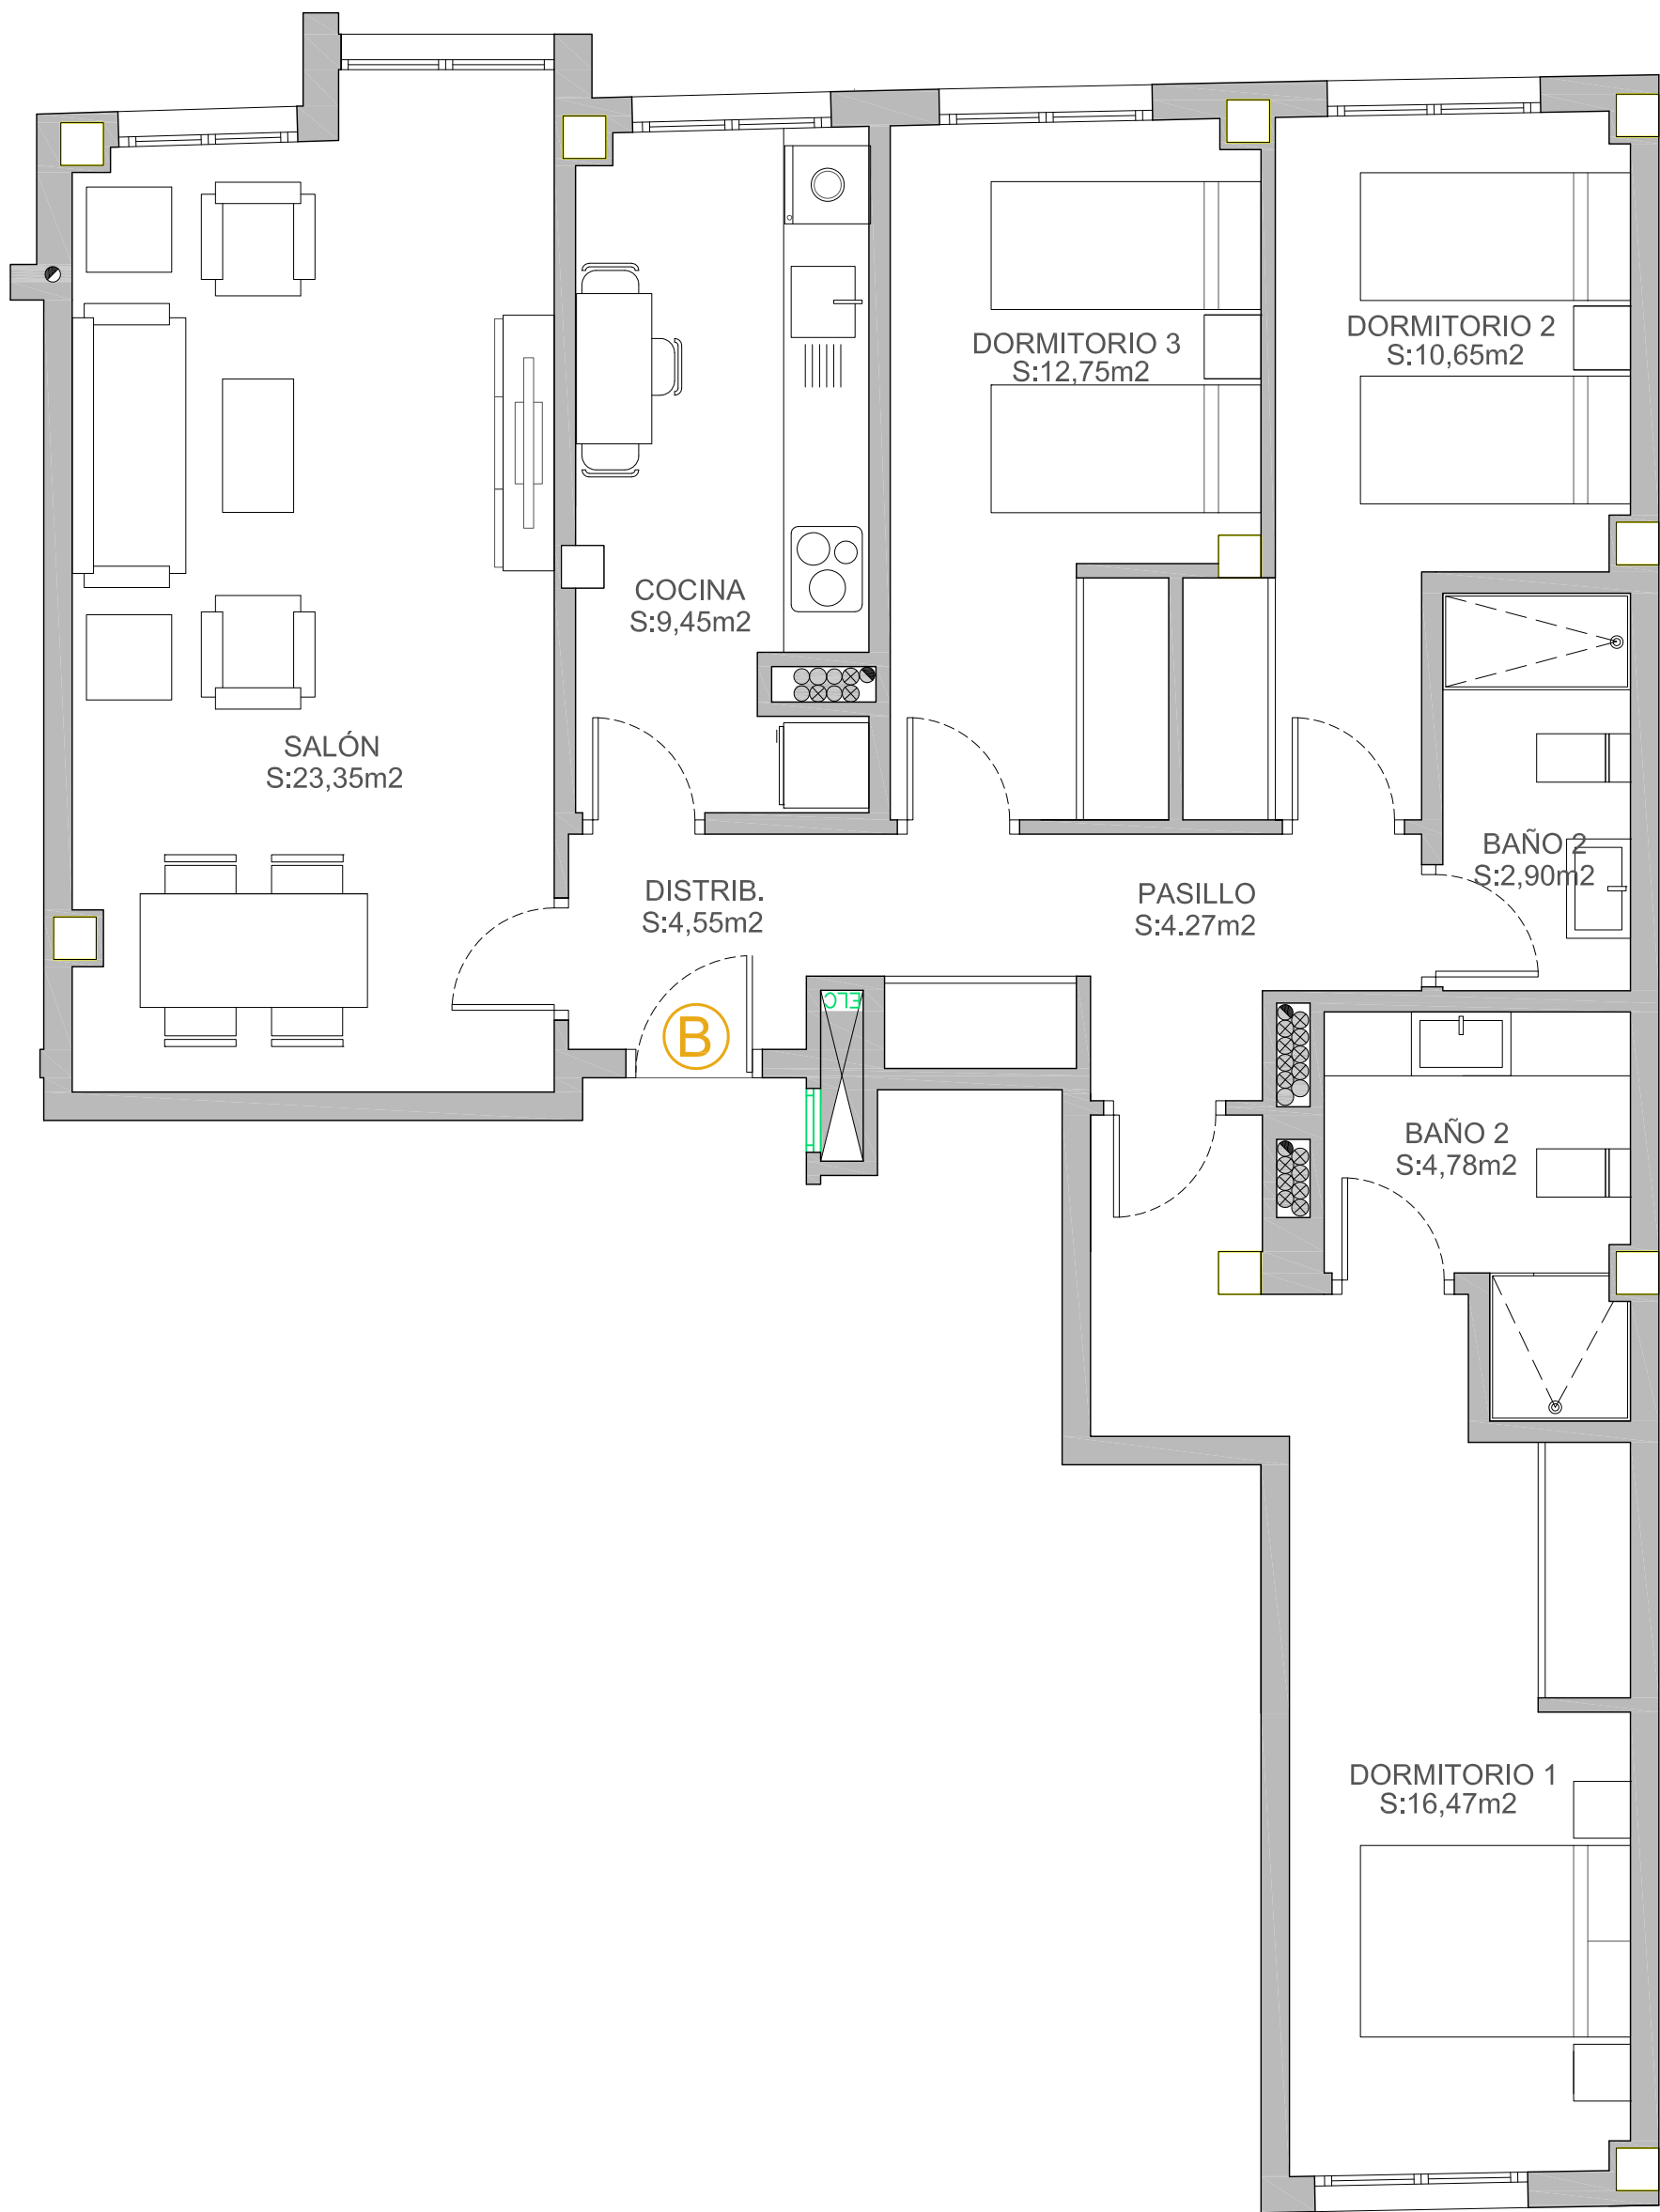 DORMITORIO 2
S:10,65m2
DORMITORIO 3
S:12,75m2
COCINA
S:9,45m2
SALÓN
S:23,35m2
BAÑO 2
S:2,90m2
DISTRIB.
S:4,55m2
PASILLO
S:4.27m2
ELC
B
BAÑO 2
S:4,78m2
DORMITORIO 1
S:16,47m2